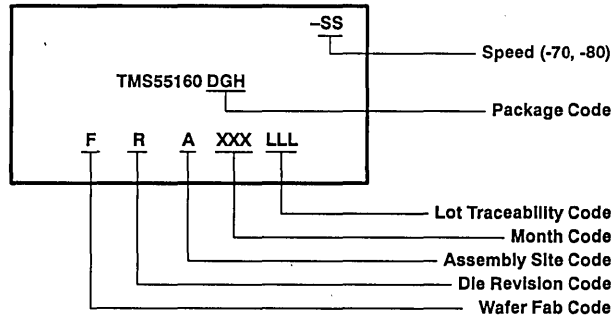 –SS
Speed (-70, -80)
TMS55160 DGH
Package Code
F R A XXX LLL
Lot Traceability Code
Month Code
Assembly Site Code
Die Revision Code
Wafer Fab Code